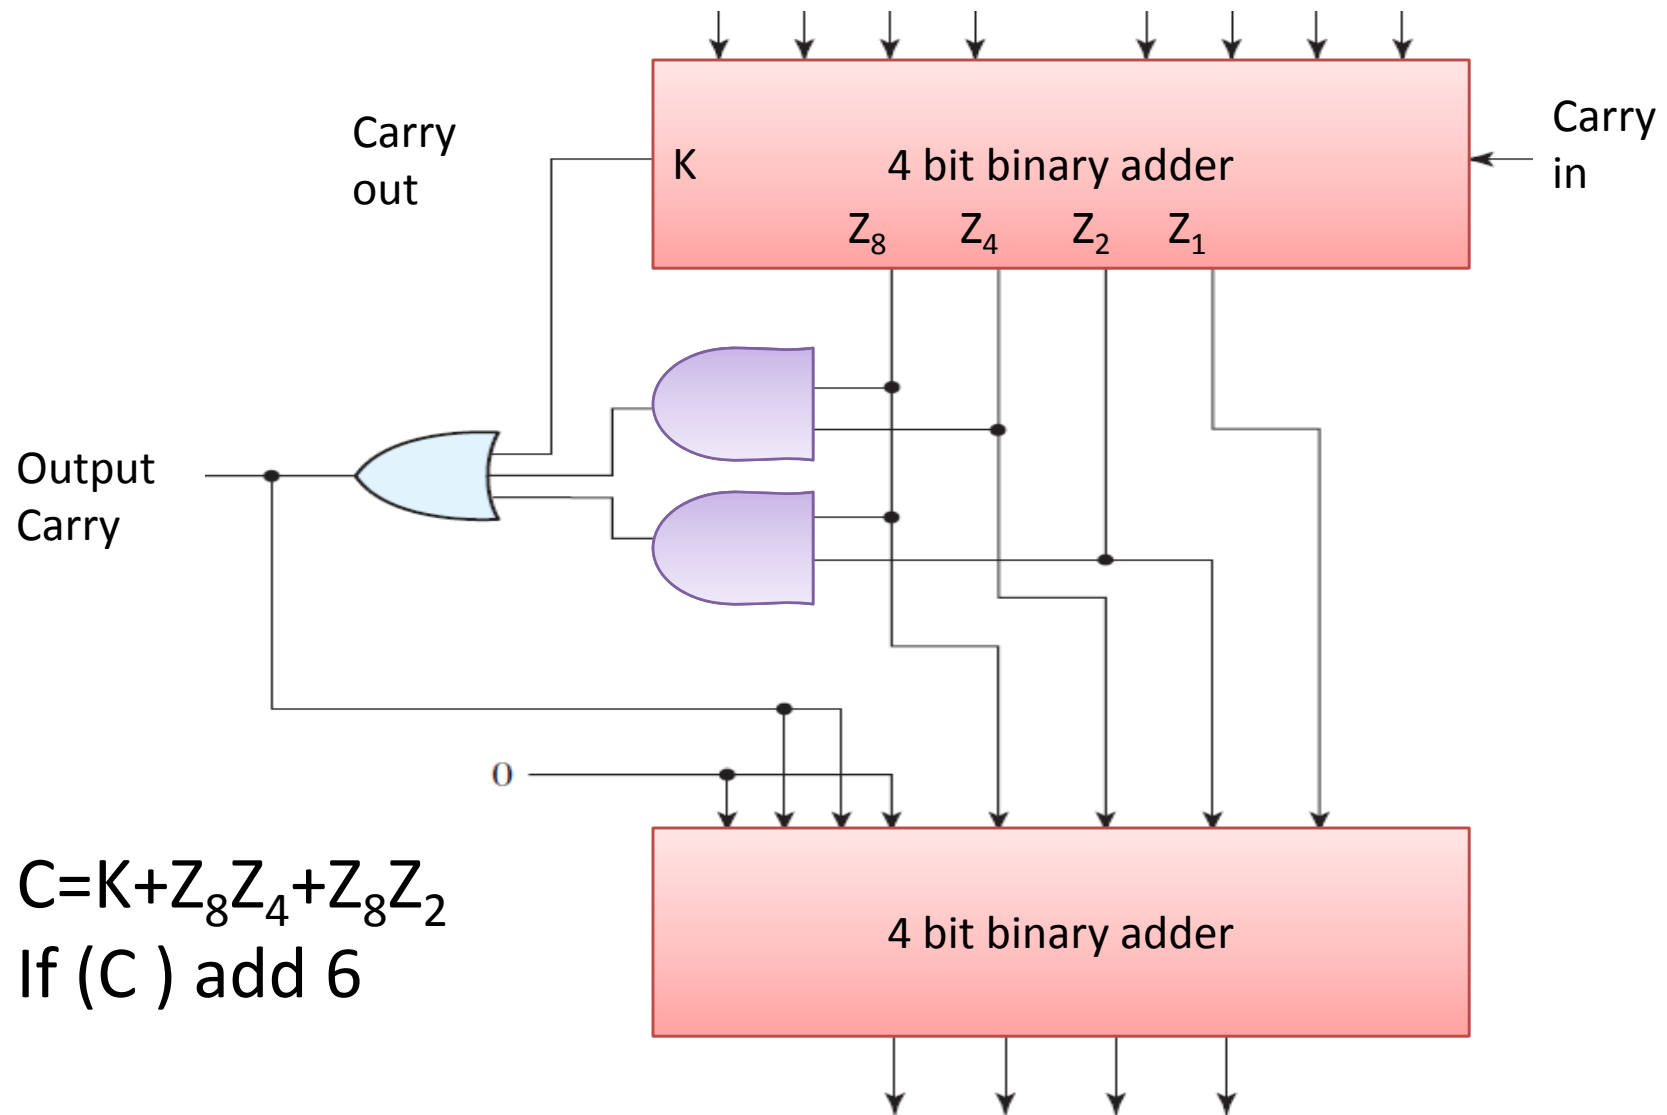 Carry
out
K
4 bit binary adder
Carry
in
Z₈ Z₄ Z₂ Z₁
Output
Carry
0
C=K+Z₈Z₄+Z₈Z₂
If (C ) add 6
4 bit binary adder